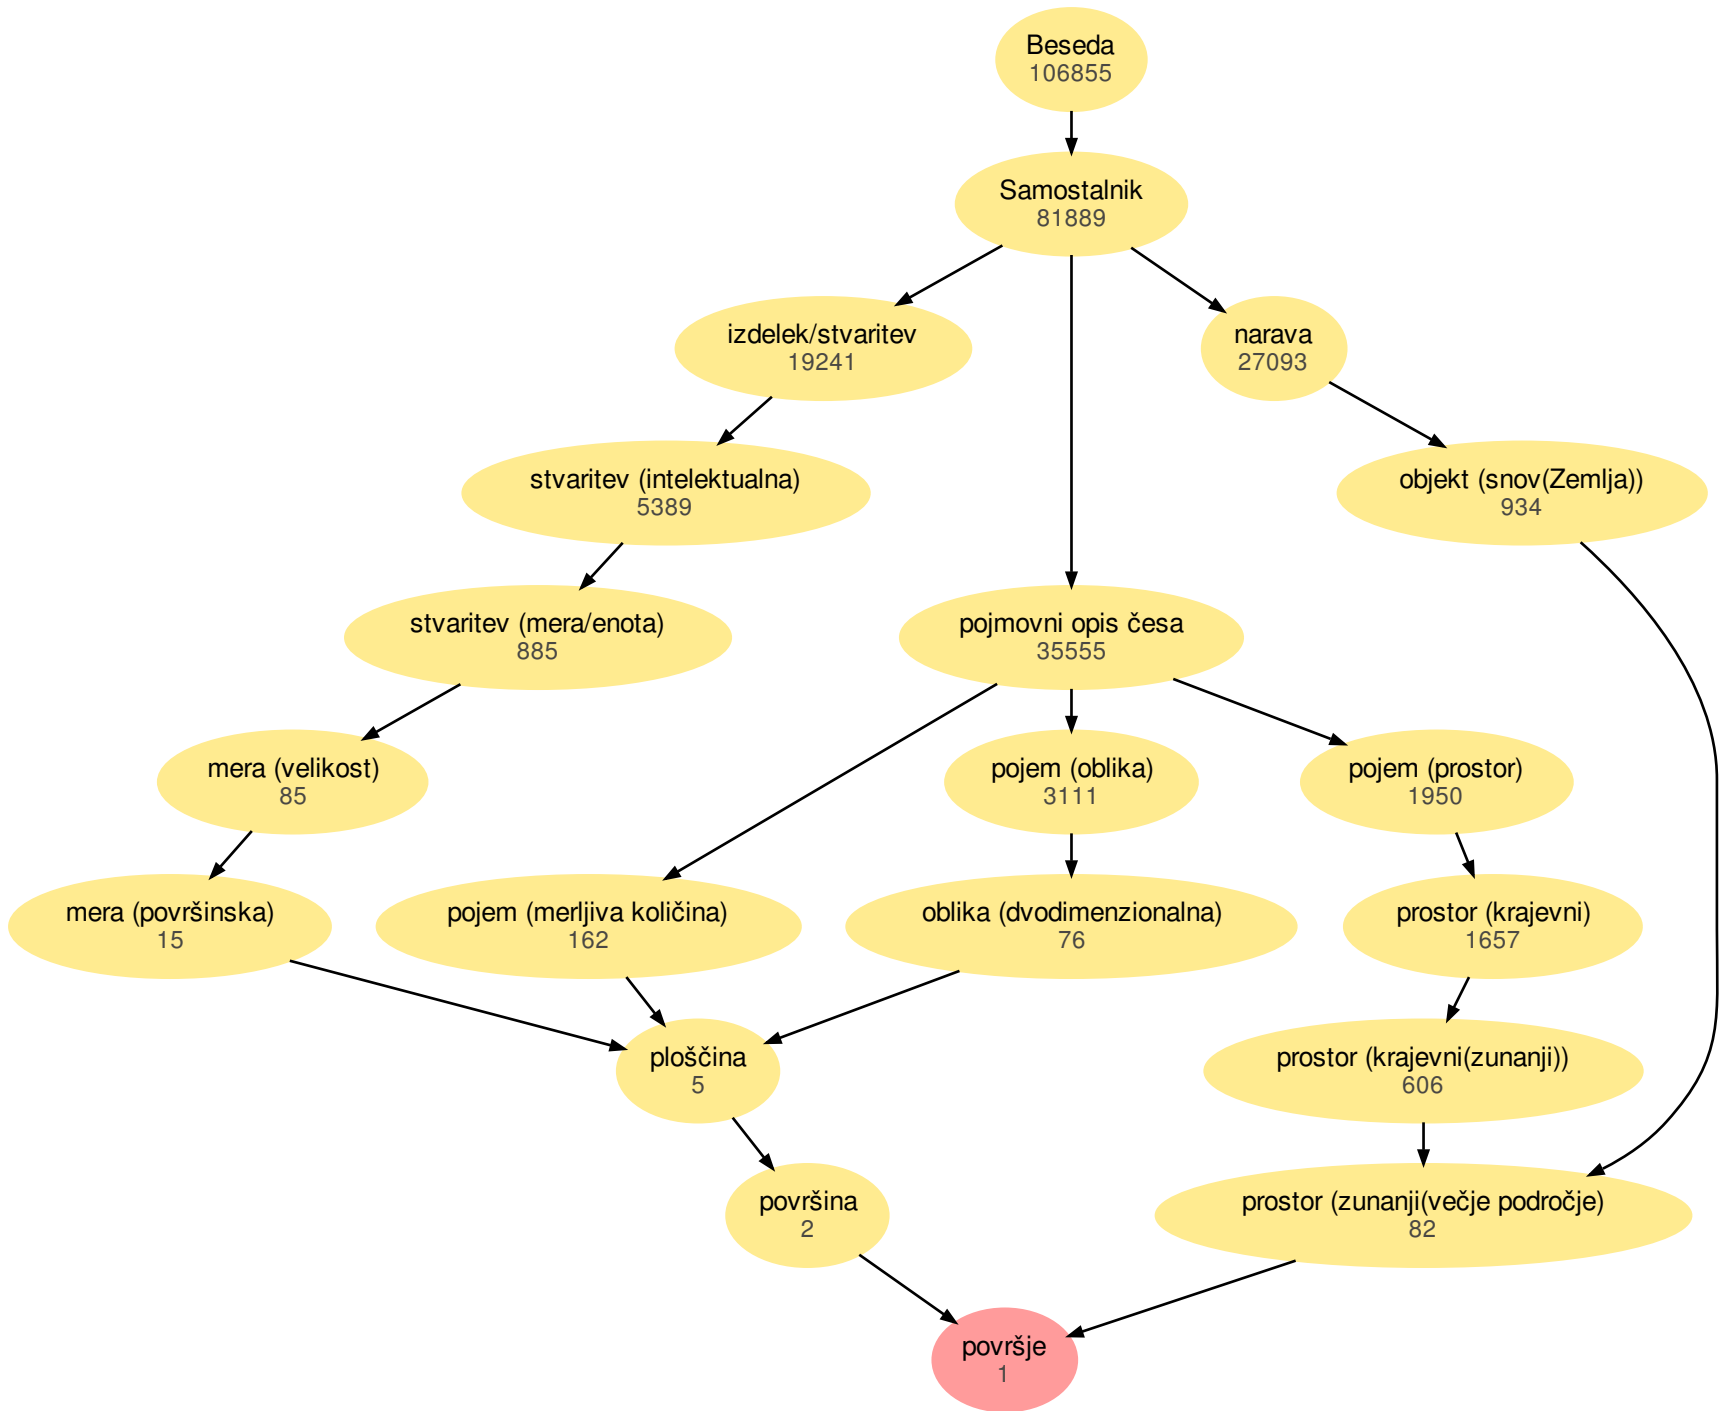 Beseda
106855
Samostalnik
81889
izdelek/stvaritev
19241
narava
27093
stvaritev (intelektualna)
5389
objekt (snov(Zemlja))
934
stvaritev (mera/enota)
885
pojmovni opis česa
35555
mera (velikost)
85
pojem (oblika)
3111
pojem (prostor)
1950
mera (površinska)
15
pojem (merljiva količina)
162
oblika (dvodimenzionalna)
76
prostor (krajevni)
1657
ploščina
5
prostor (krajevni(zunanji))
606
površina
2
prostor (zunanji(večje področje)
82
površje
1